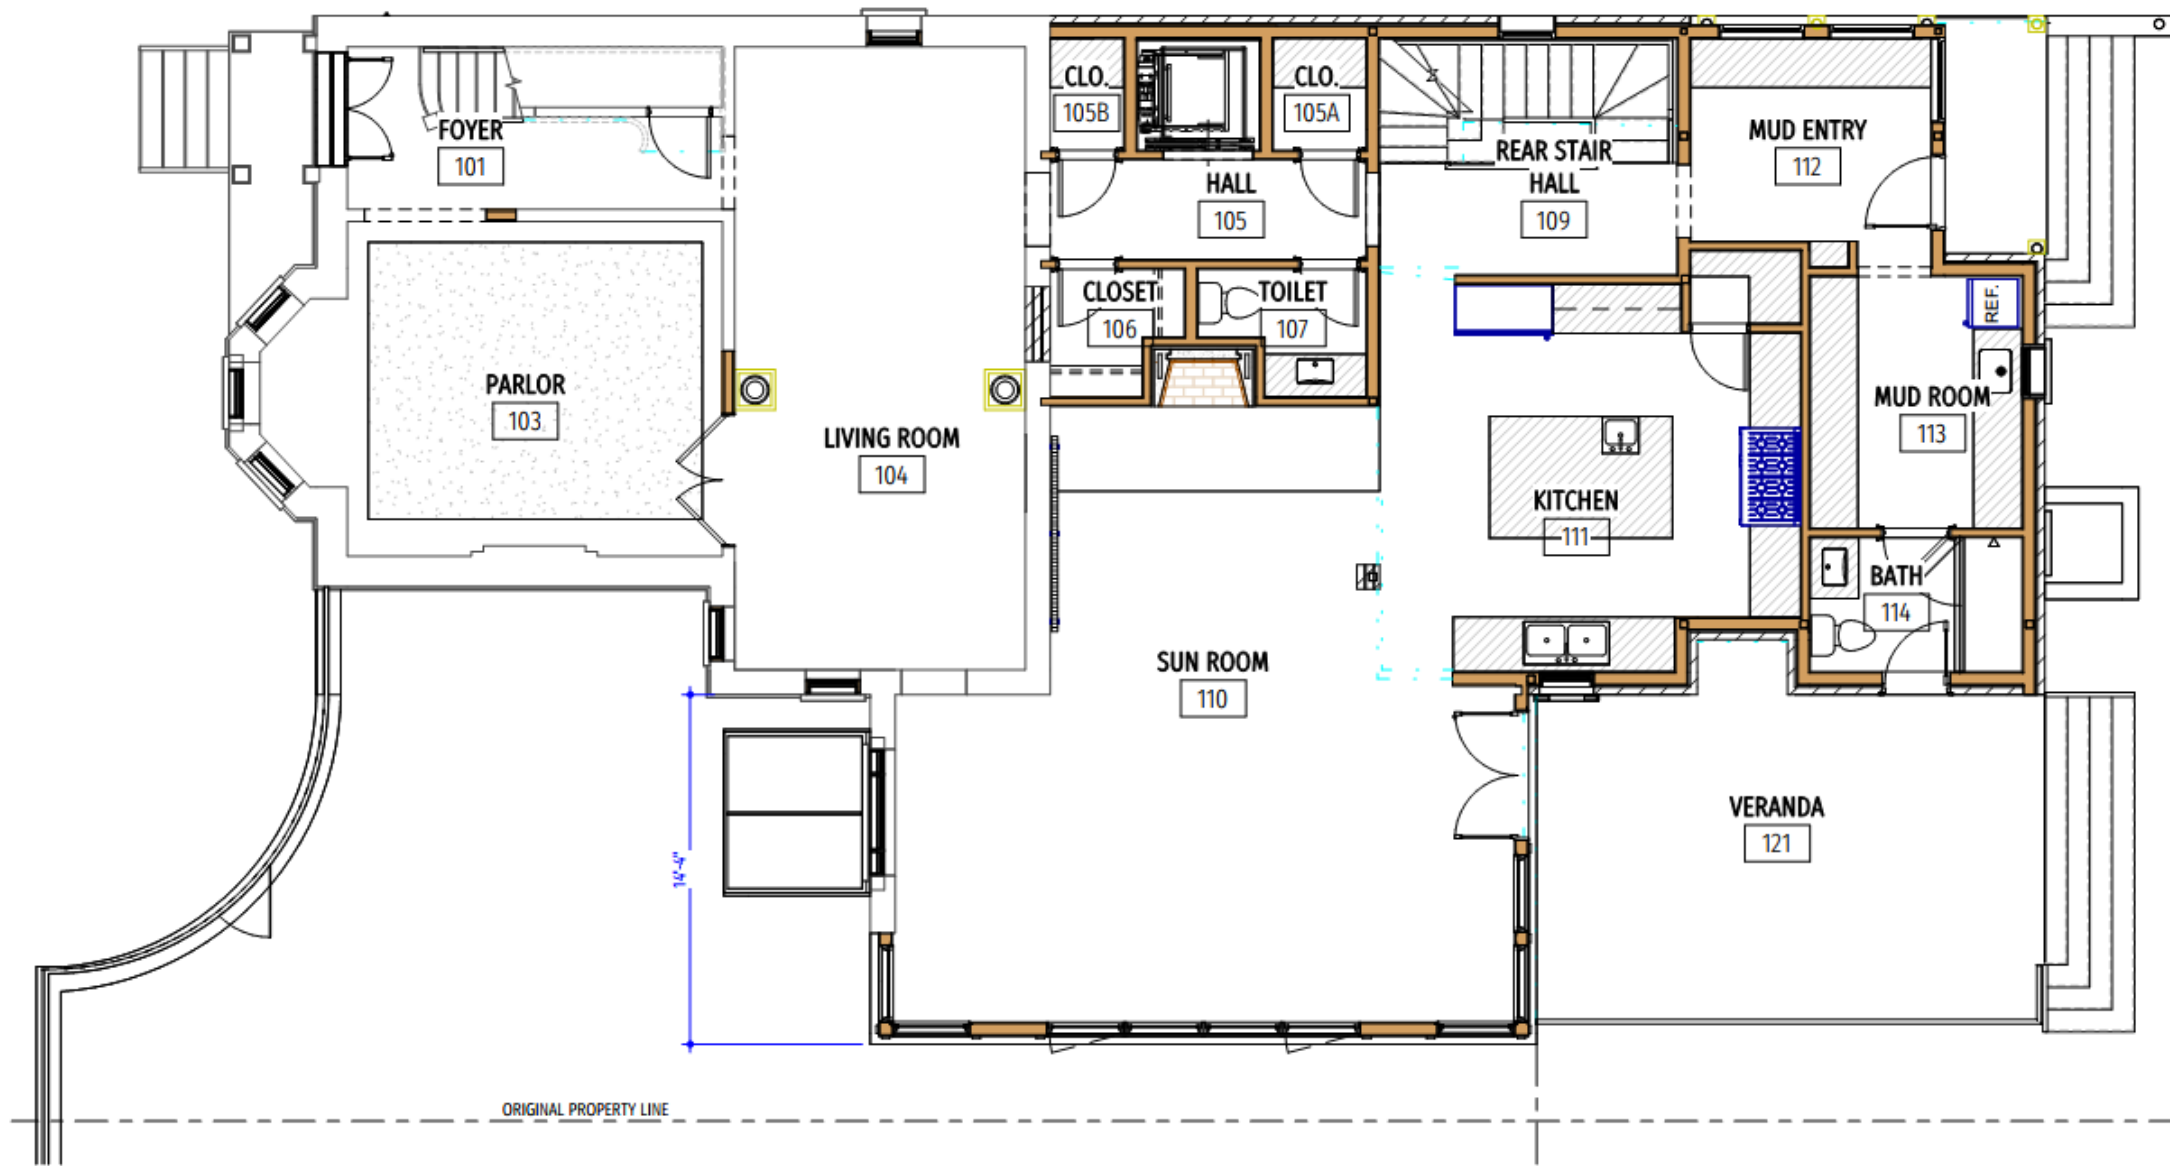 CLO.
105B
CLO.
105A
FOYER
101
MUD ENTRY
112
REAR STAIR
HALL
109
HALL
105
CLOSET
106
TOILET
107
REF.
PARLOR
103
LIVING ROOM
104
MUD ROOM
113
KITCHEN
111
BATH
114
SUN ROOM
110
VERANDA
121
14'-4"
ORIGINAL PROPERTY LINE